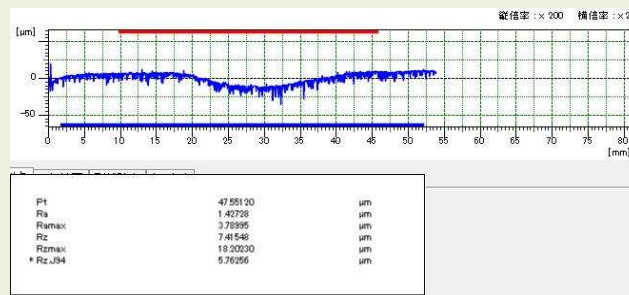 縦倍率：× 200 横倍率：×2
[μm]
0
-50
0 5 10 15 20 25 30 35 40 45 50 55 60 65 70 75 80
[mm]
Pt 47.55120 μm
Ra 1.42728 μm
Ramax 3.78995 μm
Rz 7.41548 μm
Rzmax 18.20230 μm
* Rz.J94 5.76256 μm